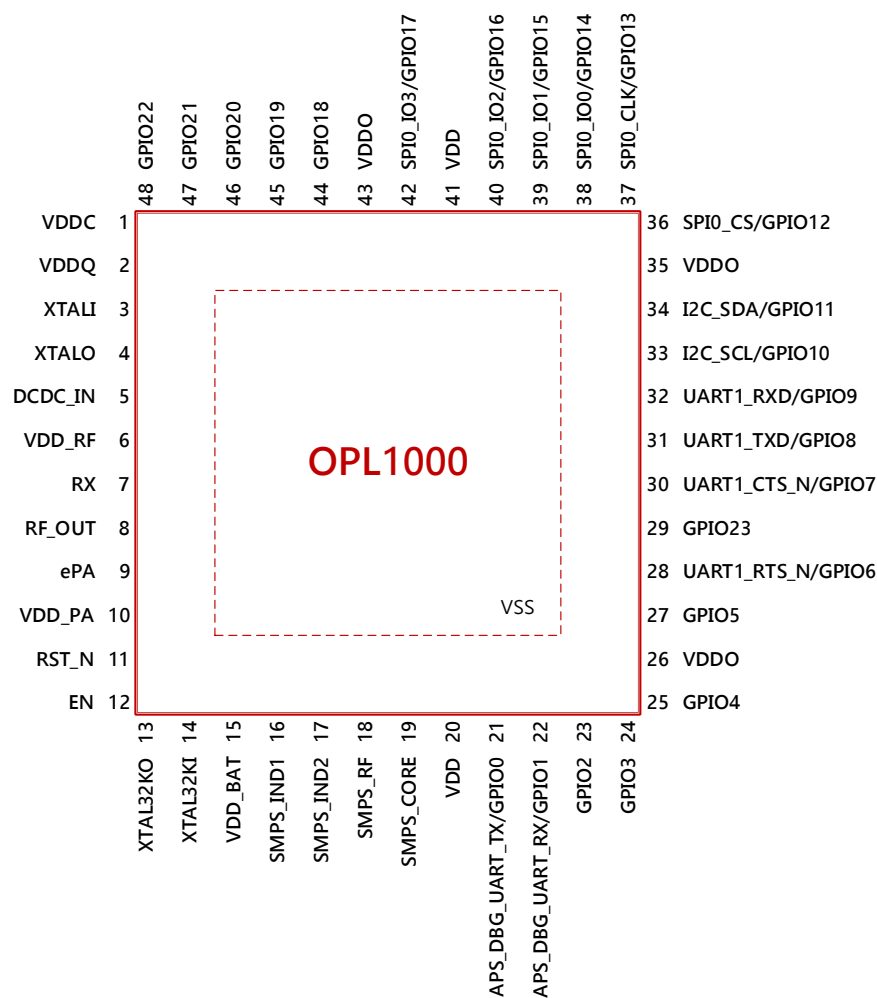 48 GPIO22
47 GPIO21
46 GPIO20
45 GPIO19
44 GPIO18
43 VDDO
42 SPI0_IO3/GPIO17
41 VDD
40 SPI0_IO2/GPIO16
39 SPI0_IO1/GPIO15
38 SPI0_IO0/GPIO14
37 SPI0_CLK/GPIO13
VDDC 1
VDDQ 2
XTALI 3
XTALO 4
DCDC_IN 5
VDD_RF 6
RX 7
RF_OUT 8
ePA 9
VDD_PA 10
RST_N 11
EN 12
OPL1000
VSS
36 SPI0_CS/GPIO12
35 VDDO
34 I2C_SDA/GPIO11
33 I2C_SCL/GPIO10
32 UART1_RXD/GPIO9
31 UART1_TXD/GPIO8
30 UART1_CTS_N/GPIO7
29 GPIO23
28 UART1_RTS_N/GPIO6
27 GPIO5
26 VDDO
25 GPIO4
XTAL32KO 13
XTAL32KI 14
VDD_BAT 15
SMPS_IND1 16
SMPS_IND2 17
SMPS_RF 18
SMPS_CORE 19
VDD 20
APS_DBG_UART_TX/GPIO0 21
APS_DBG_UART_RX/GPIO1 22
GPIO2 23
GPIO3 24